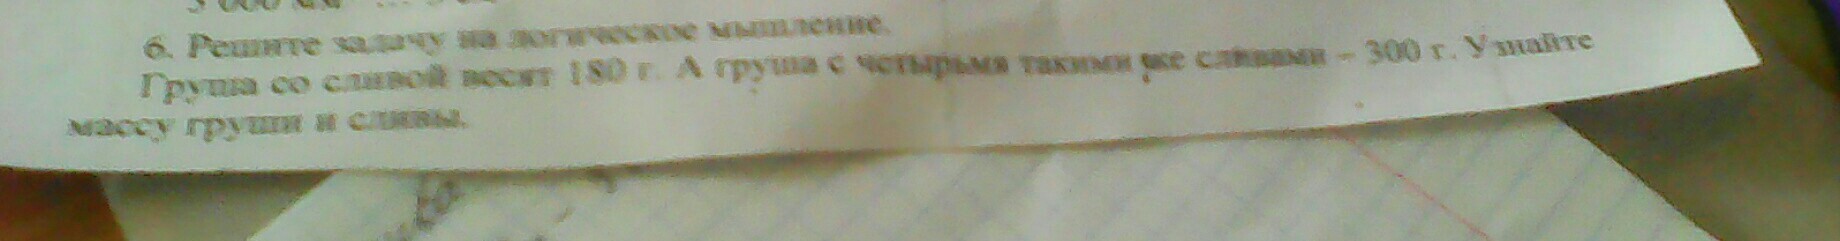 6. Решите задачу на логическое мышление.
Груша со сливой весят 180 г. А груша с четырьмя такими же сливами – 300 г. Узнайте
массу груши и сливы.